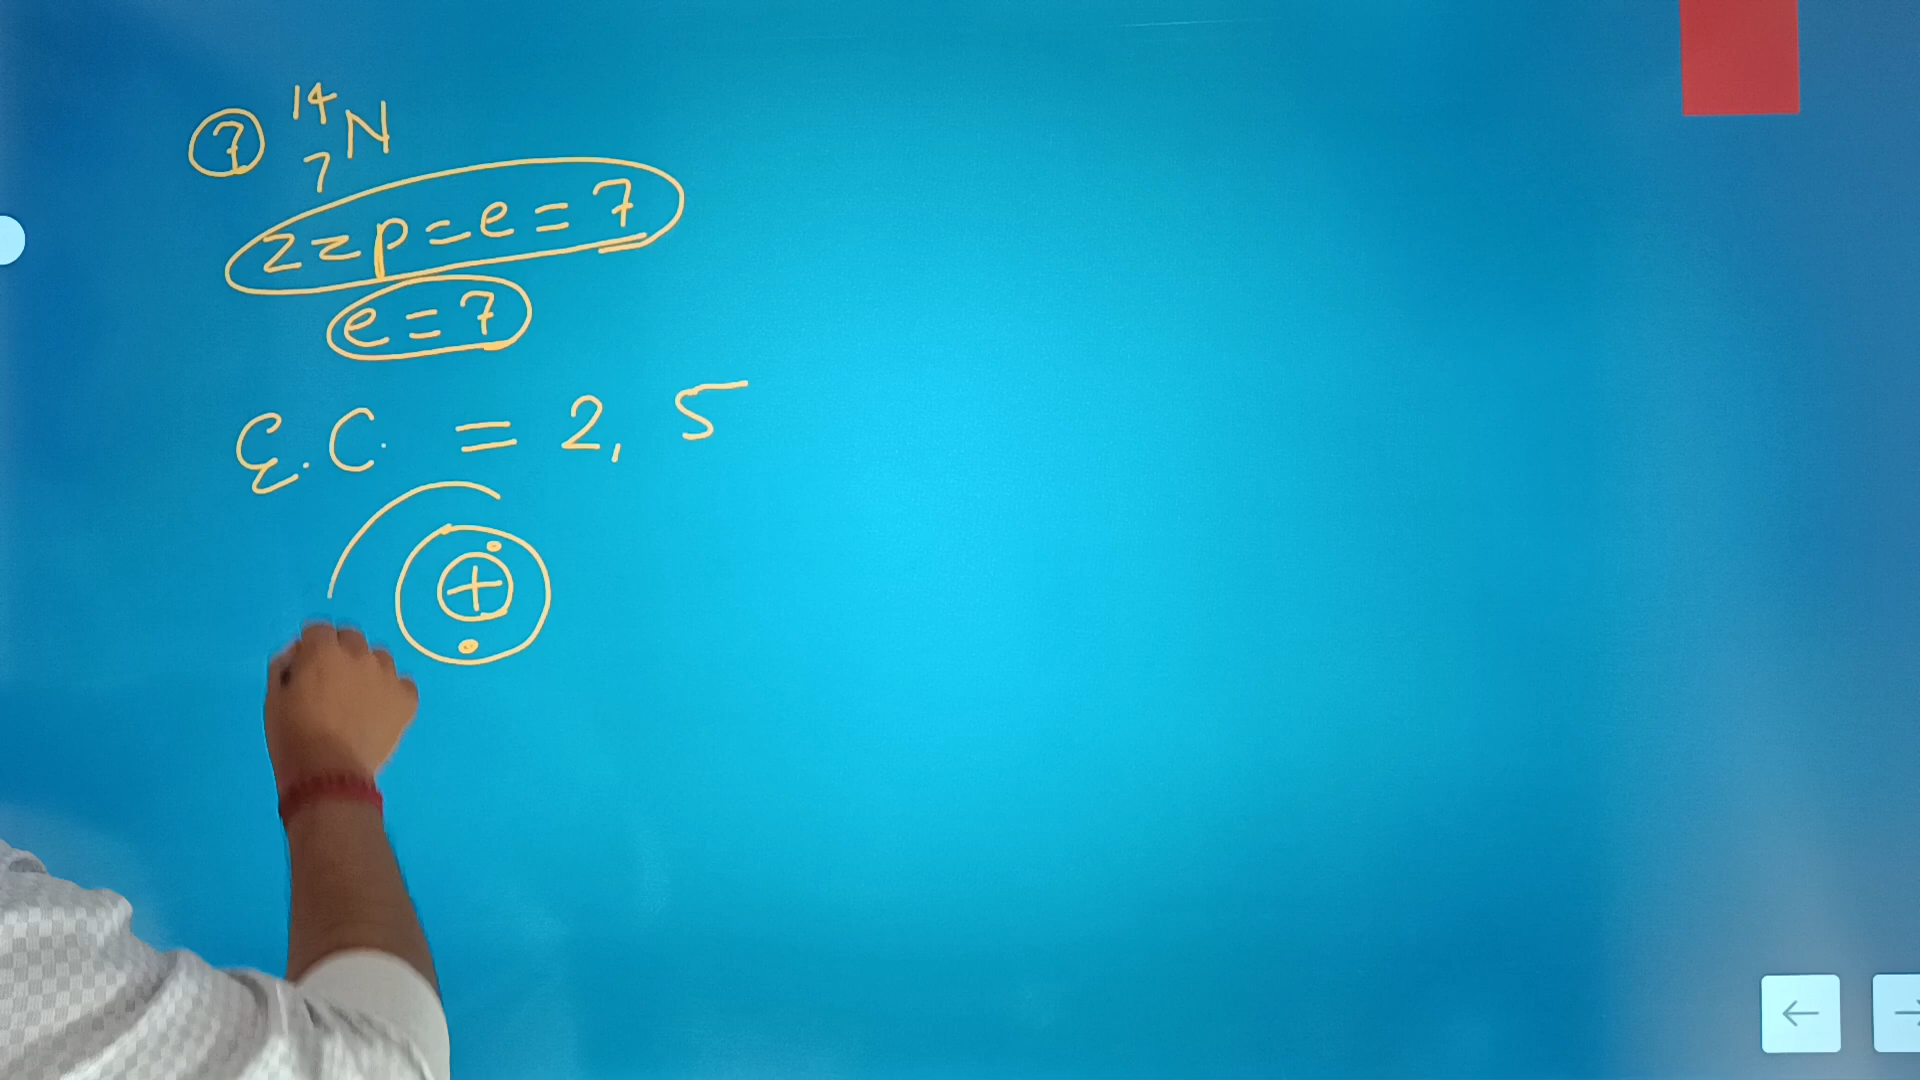 7 14 7 N
z = p = e = 7
e = 7
E.C. = 2, 5
+